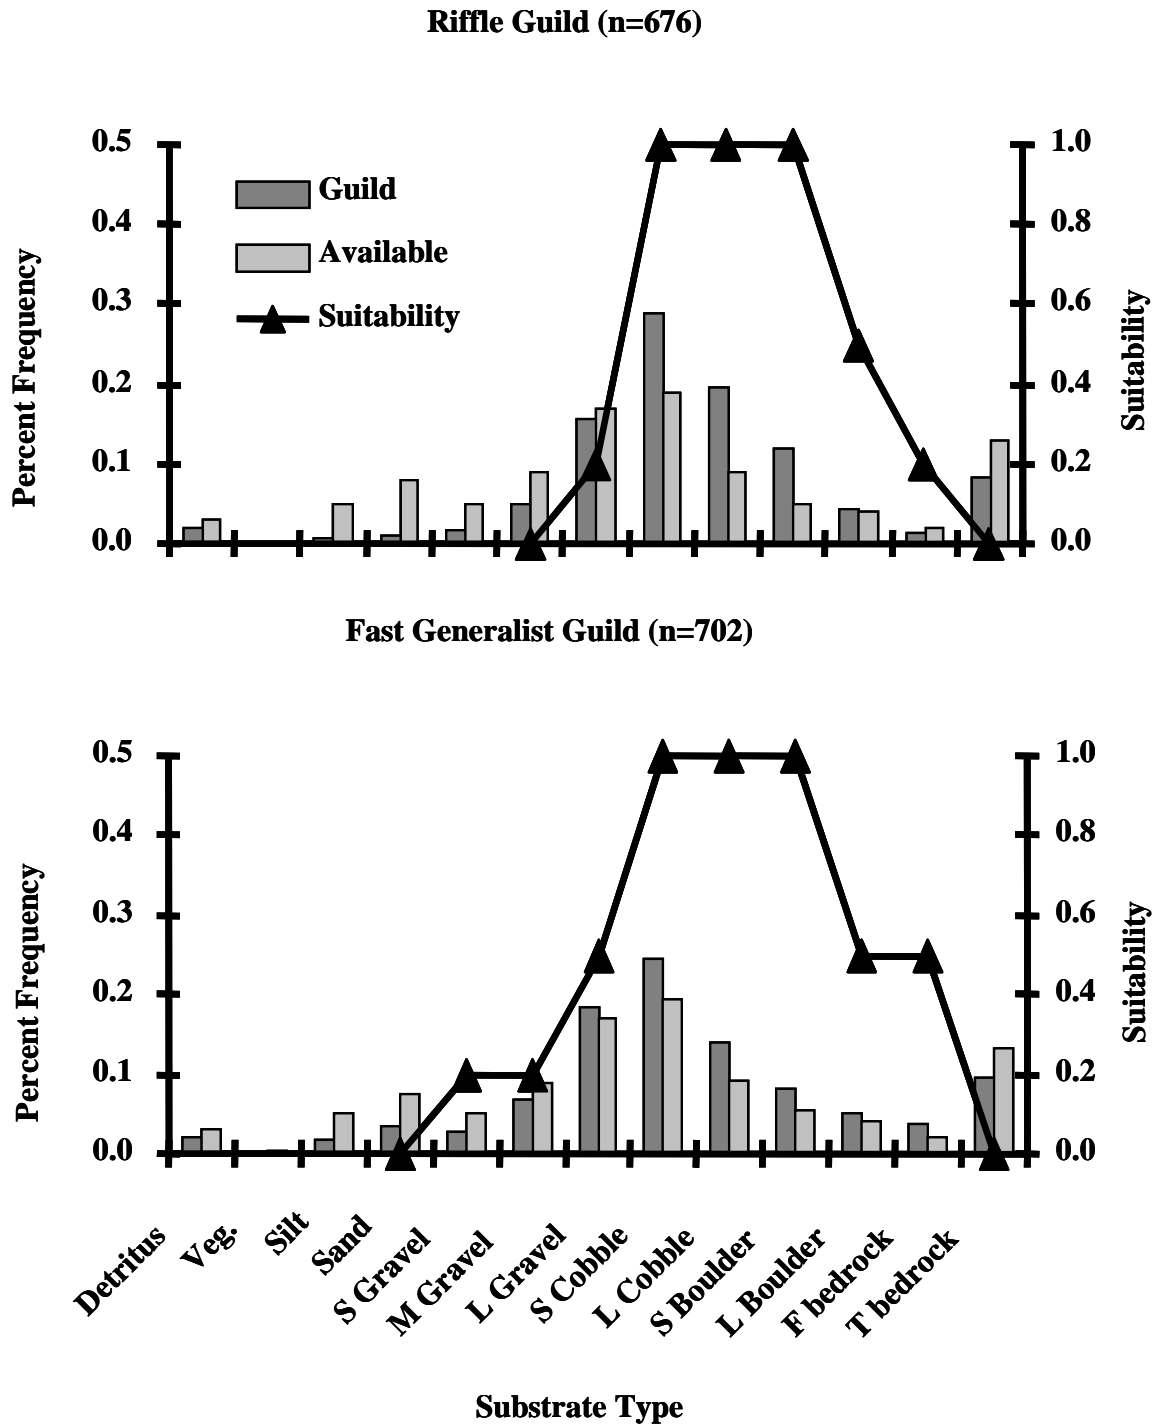 Riffle Guild (n=676)
0.5
0.4
0.3
0.2
0.1
0.0
Percent Frequency
Guild
Available
Suitability
1.0
0.8
0.6
0.4
0.2
0.0
Suitability
Fast Generalist Guild (n=702)
0.5
0.4
0.3
0.2
0.1
0.0
Percent Frequency
1.0
0.8
0.6
0.4
0.2
0.0
Suitability
Detritus
Veg.
Silt
Sand
S Gravel
M Gravel
L Gravel
S Cobble
L Cobble
S Boulder
L Boulder
F bedrock
T bedrock
Substrate Type